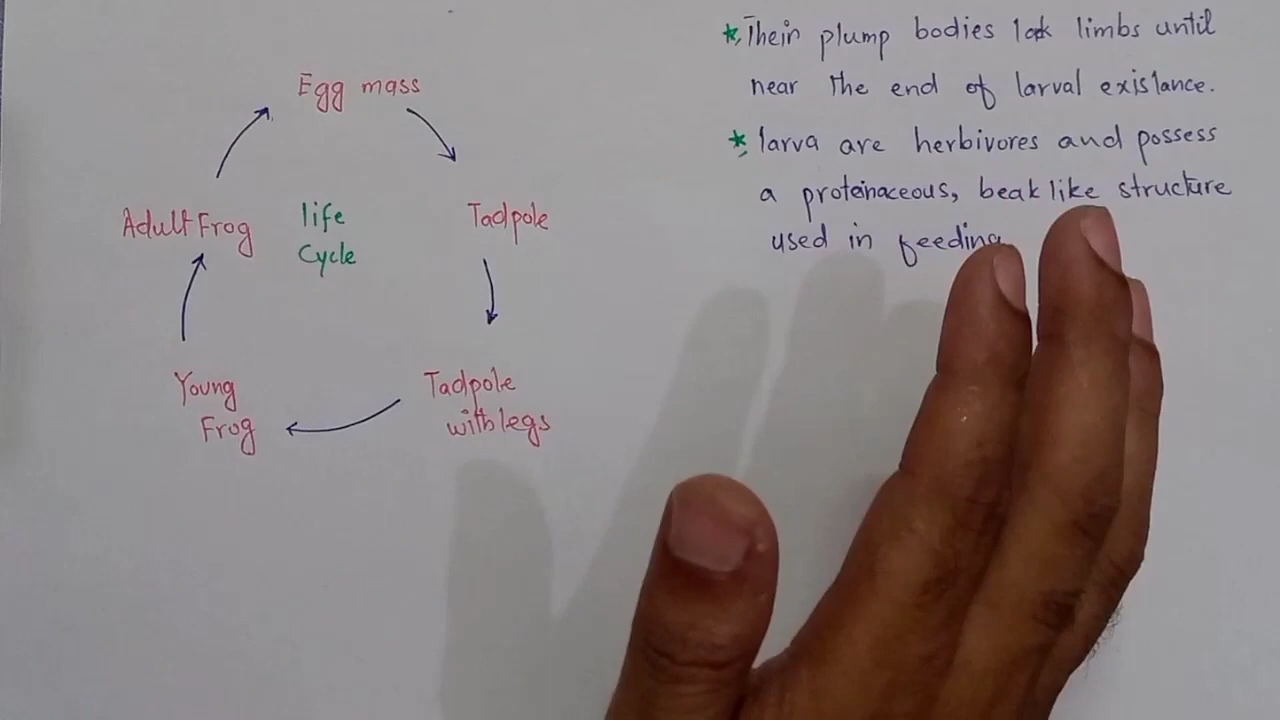 Egg mass
Tadpole
Tadpole
with legs
Young
Frog
Adult Frog
life
Cycle
* Their plump bodies lack limbs until
near the end of larval existance.
* larva are herbivores and possess
a proteinaceous, beak like structure
used in feeding